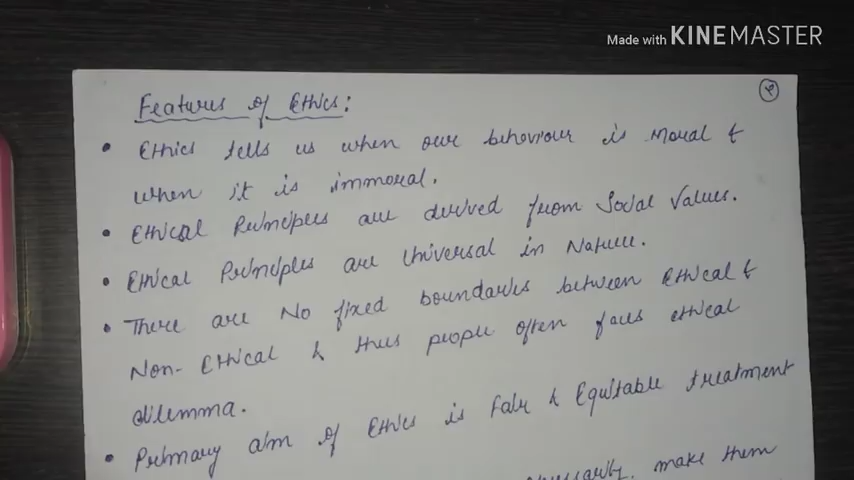 Made with KINEMASTER
Features of Ethics:
• Ethics tells us when our behaviour is Moral &
when it is immoral.
• Ethical Principles are derived from Social Values.
• Ethical Principles are Universal in Nature.
• There are No fixed boundaries between Ethical &
Non-Ethical & thus people often faces ethical
dilemma.
• Primary aim of Ethics is Fair & Equitable treatment
make them